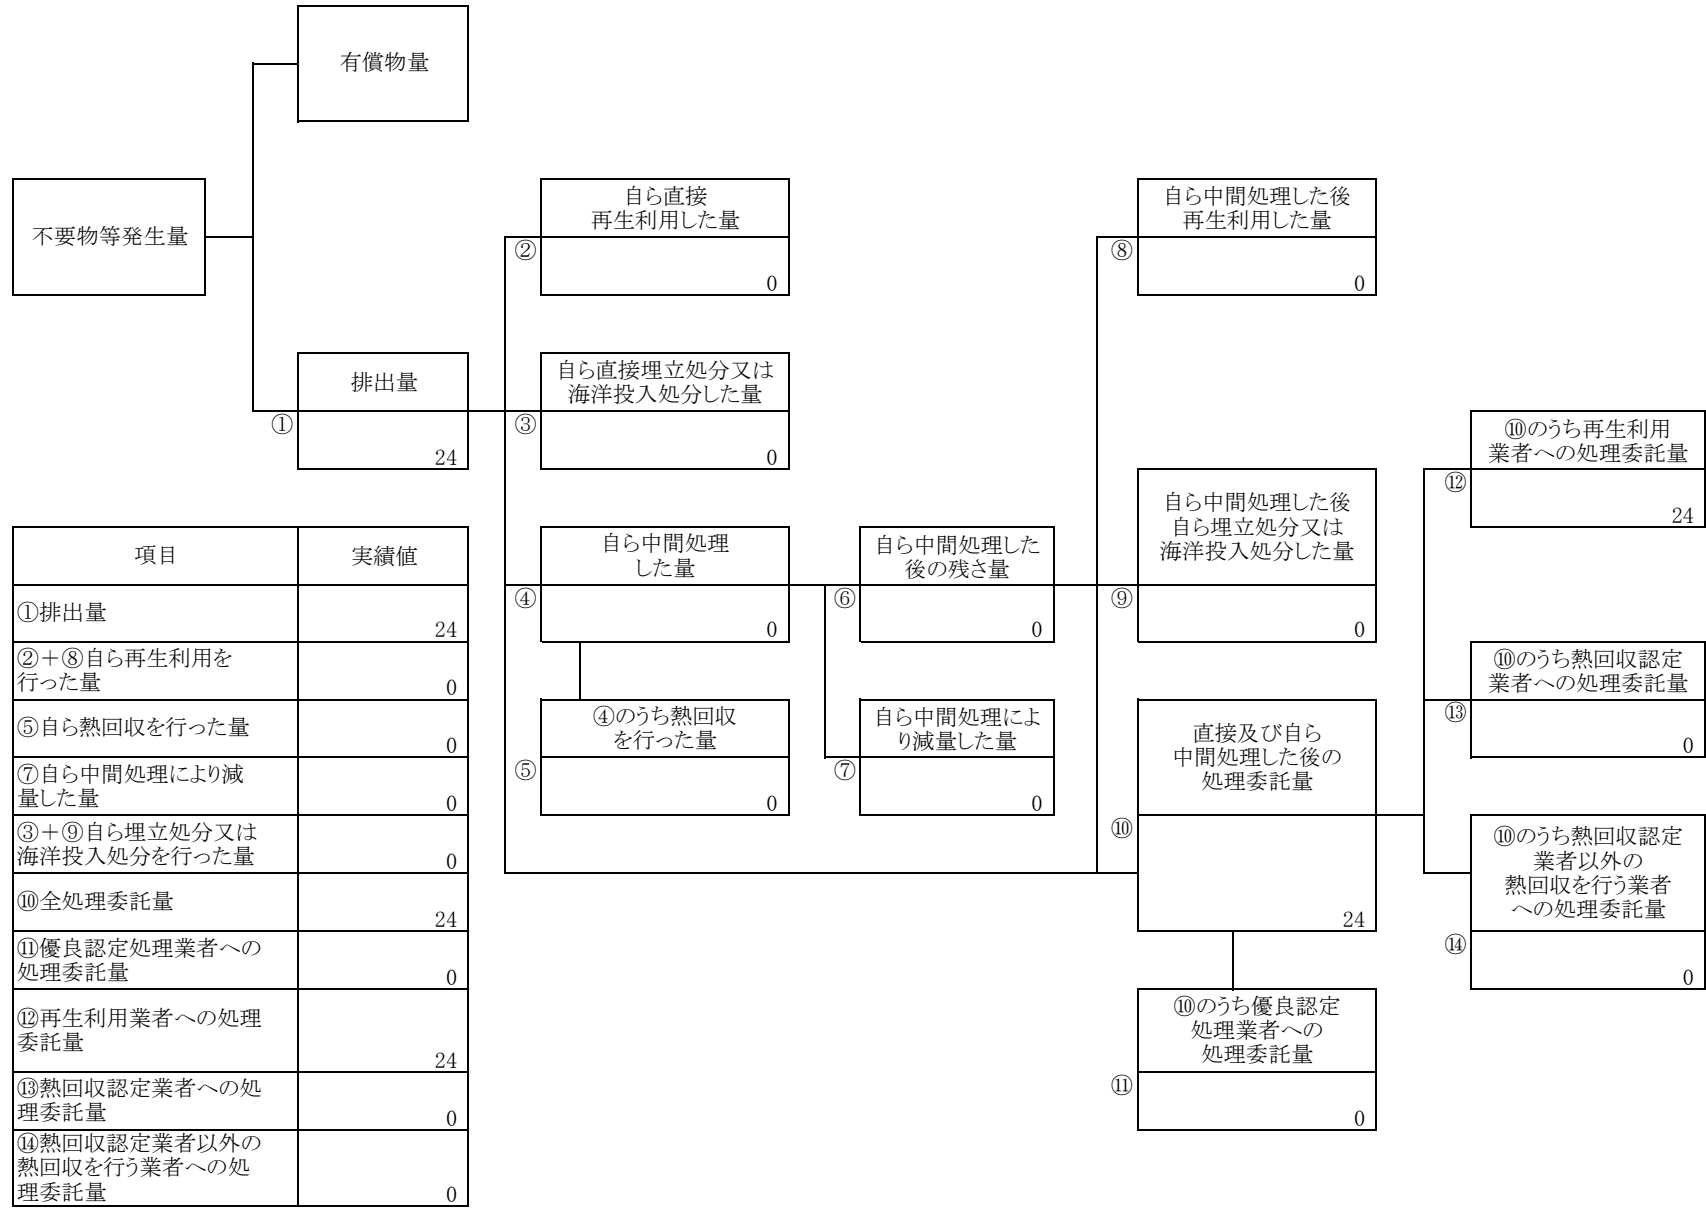 有償物量
不要物等発生量
自ら直接
再生利用した量
②
0
自ら中間処理した後
再生利用した量
⑧
0
排出量
①
24
自ら直接埋立処分又は
海洋投入処分した量
③
0
⑩のうち再生利用
業者への処理委託量
⑫
24
自ら中間処理
した量
④
0
自ら中間処理した
後の残さ量
⑥
0
自ら中間処理した後
自ら埋立処分又は
海洋投入処分した量
⑨
0
⑩のうち熱回収認定
業者への処理委託量
⑬
0
④のうち熱回収
を行った量
⑤
0
自ら中間処理によ
り減量した量
⑦
0
直接及び自ら
中間処理した後の
処理委託量
⑩
24
⑩のうち熱回収認定
業者以外の
熱回収を行う業者
への処理委託量
⑭
0
⑩のうち優良認定
処理業者への
処理委託量
⑪
0
項目
実績値
①排出量
24
②+⑧自ら再生利用を
行った量
0
⑤自ら熱回収を行った量
0
⑦自ら中間処理により減
量した量
0
③+⑨自ら埋立処分又は
海洋投入処分を行った量
0
⑩全処理委託量
24
⑪優良認定処理業者への
処理委託量
0
⑫再生利用業者への処理
委託量
24
⑬熱回収認定業者への処
理委託量
0
⑭熱回収認定業者以外の
熱回収を行う業者への処
理委託量
0